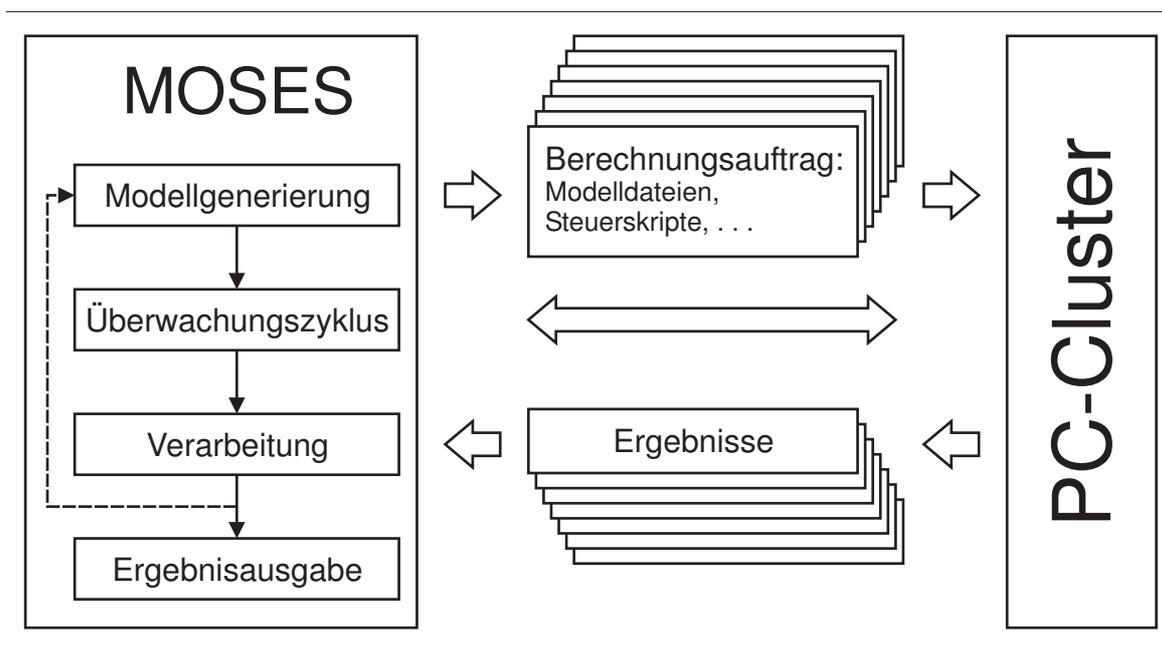 MOSES
Modellgenerierung
Überwachungszyklus
Verarbeitung
Ergebnisausgabe
Berechnungsauftrag:
Modelldateien,
Steuerskripte, . . .
Ergebnisse
PC-Cluster